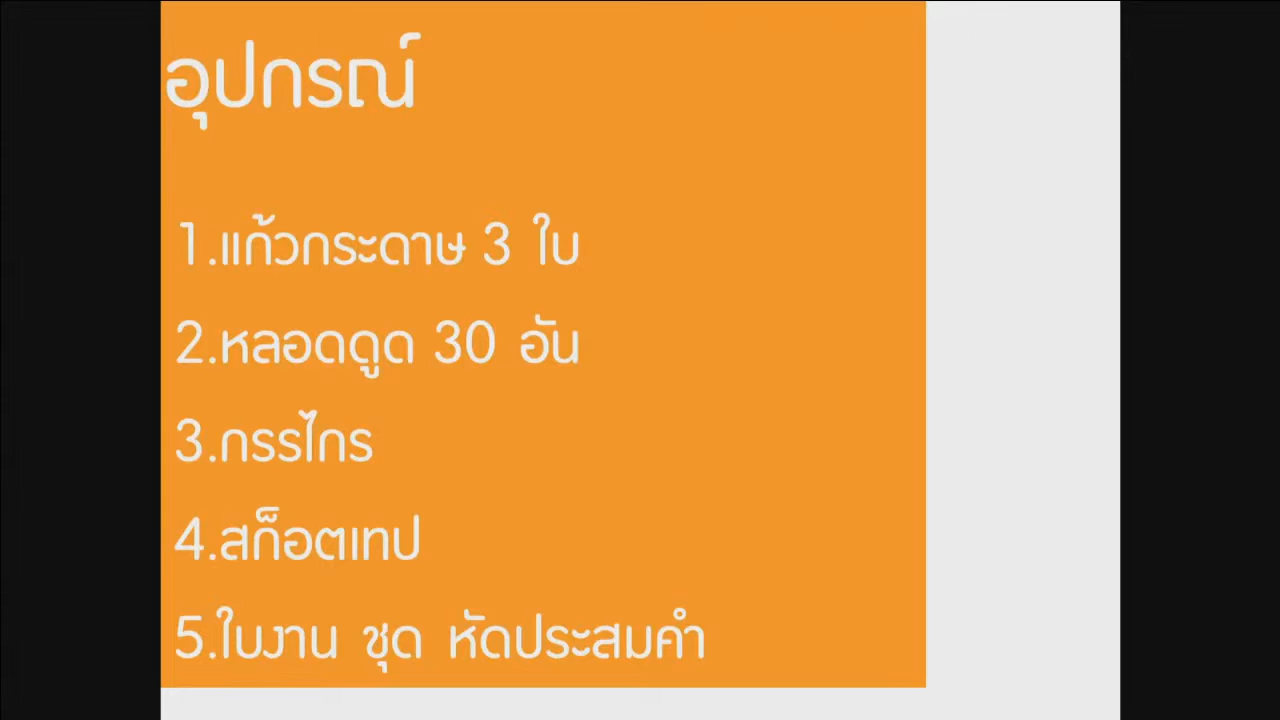 อุปกรณ์
1.แก้วกระดาษ 3 ใบ
2.หลอดดูด 30 อัน
3.กรรไกร
4.สก็อตเทป
5.ใบงาน ชุด หัดประสมคำ